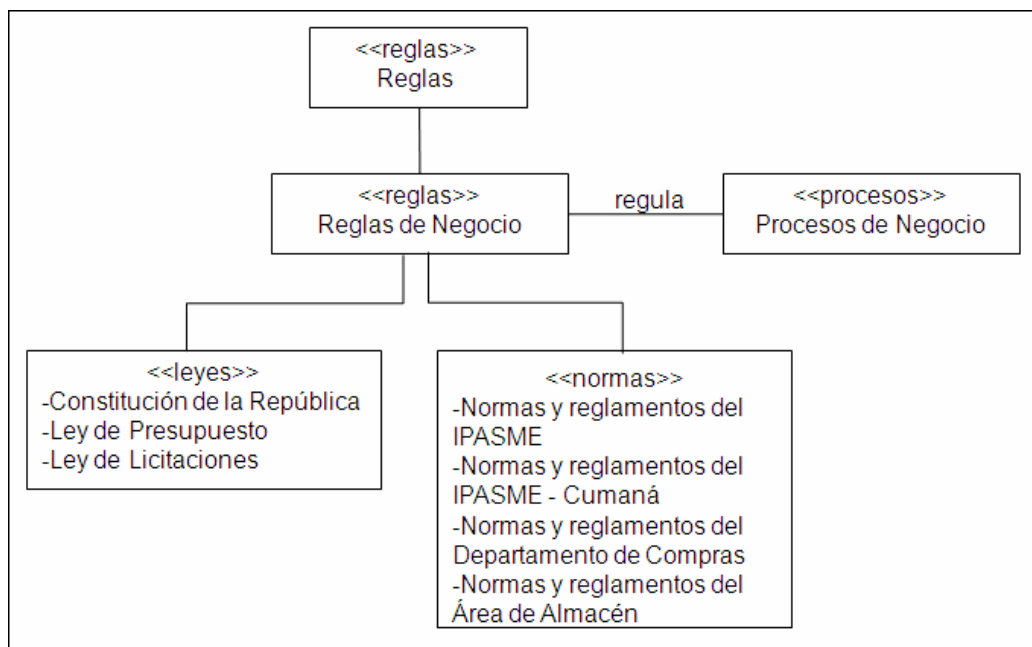 <<reglas>>
Reglas
<<reglas>>
Reglas de Negocio
regula
<<procesos>>
Procesos de Negocio
<<leyes>>
-Constitución de la República
-Ley de Presupuesto
-Ley de Licitaciones
<<normas>>
-Normas y reglamentos del
IPASME
-Normas y reglamentos del
IPASME - Cumaná
-Normas y reglamentos del
Departamento de Compras
-Normas y reglamentos del
Área de Almacén